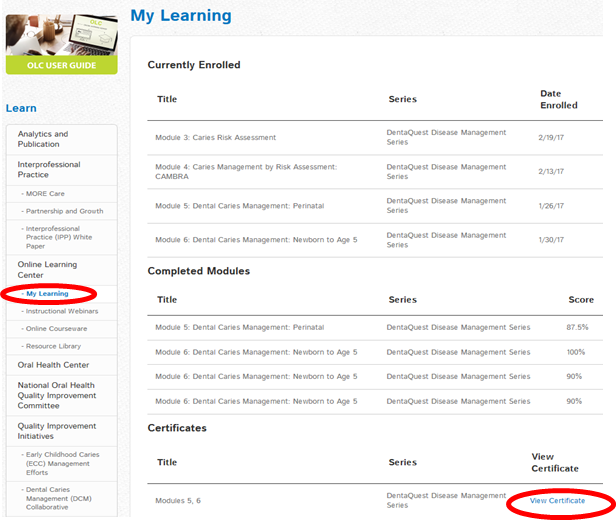 My Learning
OLC
OLC USER GUIDE
Learn
Analytics and
Publication
Interprofessional
Practice
- MORE Care
- Partnership and Growth
- Interprofessional
Practice (IPP) White
Paper
Online Learning
Center
- My Learning
- Instructional Webinars
- Online Courseware
- Resource Library
Oral Health Center
National Oral Health
Quality Improvement
Committee
Quality Improvement
Initiatives
- Early Childhood Caries
(ECC) Management
Efforts
- Dental Caries
Management (DCM)
Collaborative
Currently Enrolled
Title Series Date
Enrolled
Module 3: Caries Risk Assessment DentaQuest Disease Management
Series 2/19/17
Module 4: Caries Management by Risk Assessment:
CAMBRA DentaQuest Disease Management
Series 2/13/17
Module 5: Dental Caries Management: Perinatal DentaQuest Disease Management
Series 1/26/17
Module 6: Dental Caries Management: Newborn to Age 5 DentaQuest Disease Management
Series 1/30/17
Completed Modules
Title Series Score
Module 5: Dental Caries Management: Perinatal DentaQuest Disease Management Series 87.5%
Module 6: Dental Caries Management: Newborn to Age 5 DentaQuest Disease Management Series 100%
Module 6: Dental Caries Management: Newborn to Age 5 DentaQuest Disease Management Series 90%
Module 6: Dental Caries Management: Newborn to Age 5 DentaQuest Disease Management Series 90%
Certificates
Title Series View
Certificate
Modules 5, 6 DentaQuest Disease Management
Series View Certificate